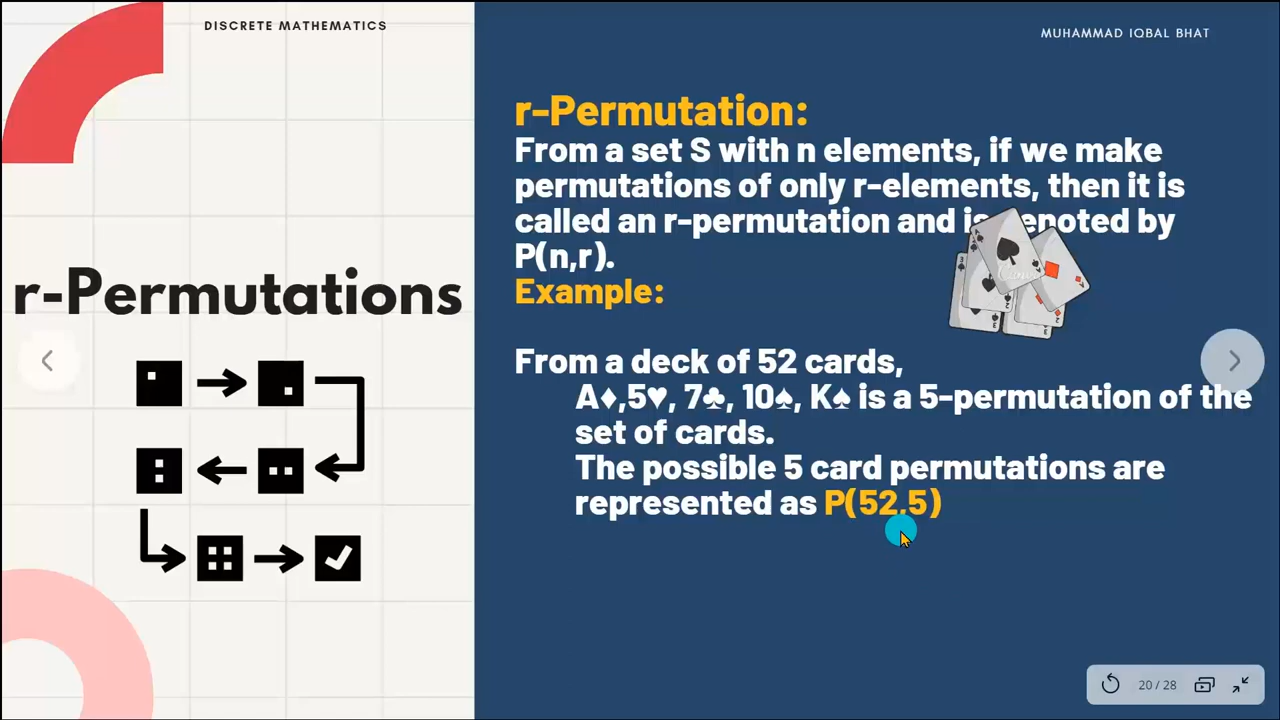 DISCRETE MATHEMATICS
MUHAMMAD IQBAL BHAT
r-Permutations
r-Permutation:
From a set S with n elements, if we make
permutations of only r-elements, then it is
called an r-permutation and is denoted by
P(n,r).
Example:
From a deck of 52 cards,
A♦,5♥, 7♣, 10♠, K♠ is a 5-permutation of the
set of cards.
The possible 5 card permutations are
represented as P(52,5)
20 / 28